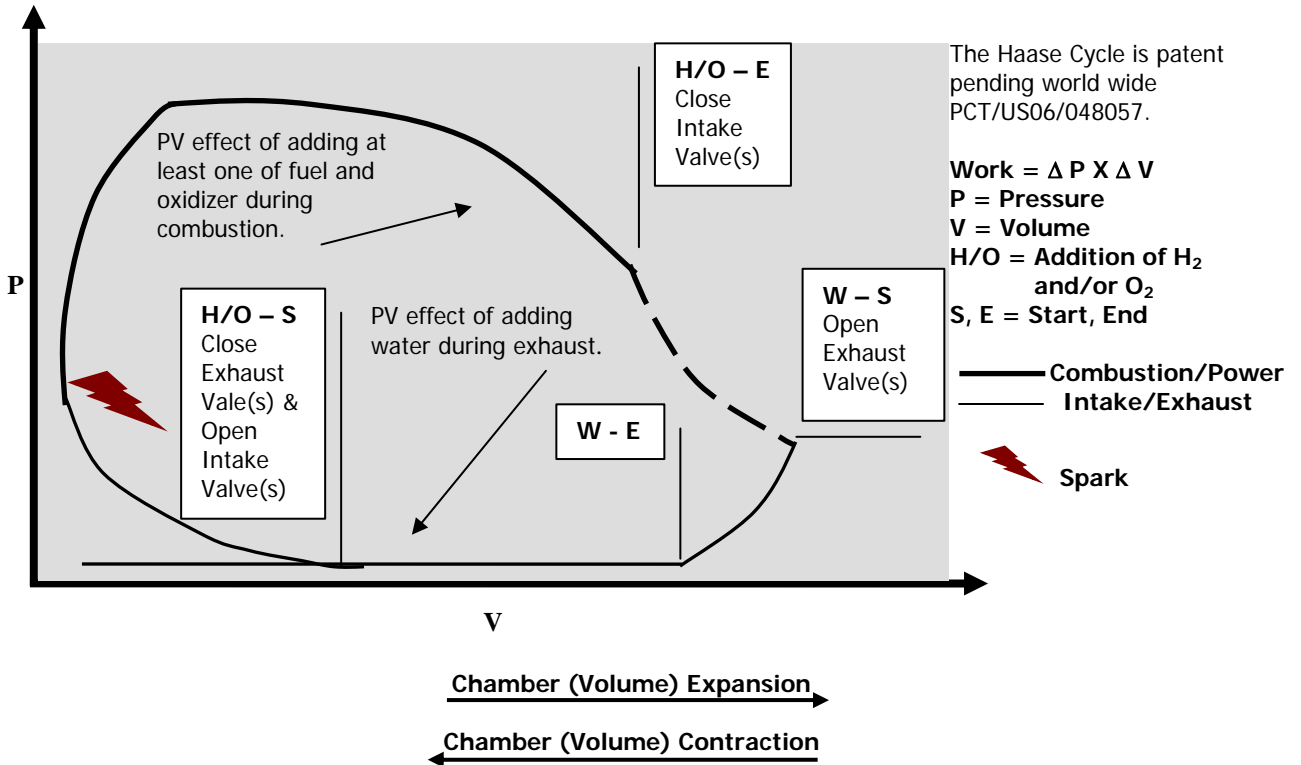 H/O – E
Close
Intake
Valve(s)
The Haase Cycle is patent
pending world wide
PCT/US06/048057.
PV effect of adding at
least one of fuel and
oxidizer during
combustion.
Work = Δ P X Δ V
P = Pressure
V = Volume
H/O = Addition of H₂
and/or O₂
S, E = Start, End
P
H/O – S
Close
Exhaust
Vale(s) &
Open
Intake
Valve(s)
PV effect of adding
water during exhaust.
W – S
Open
Exhaust
Valve(s)
W - E
Combustion/Power
Intake/Exhaust
Spark
V
Chamber (Volume) Expansion
Chamber (Volume) Contraction